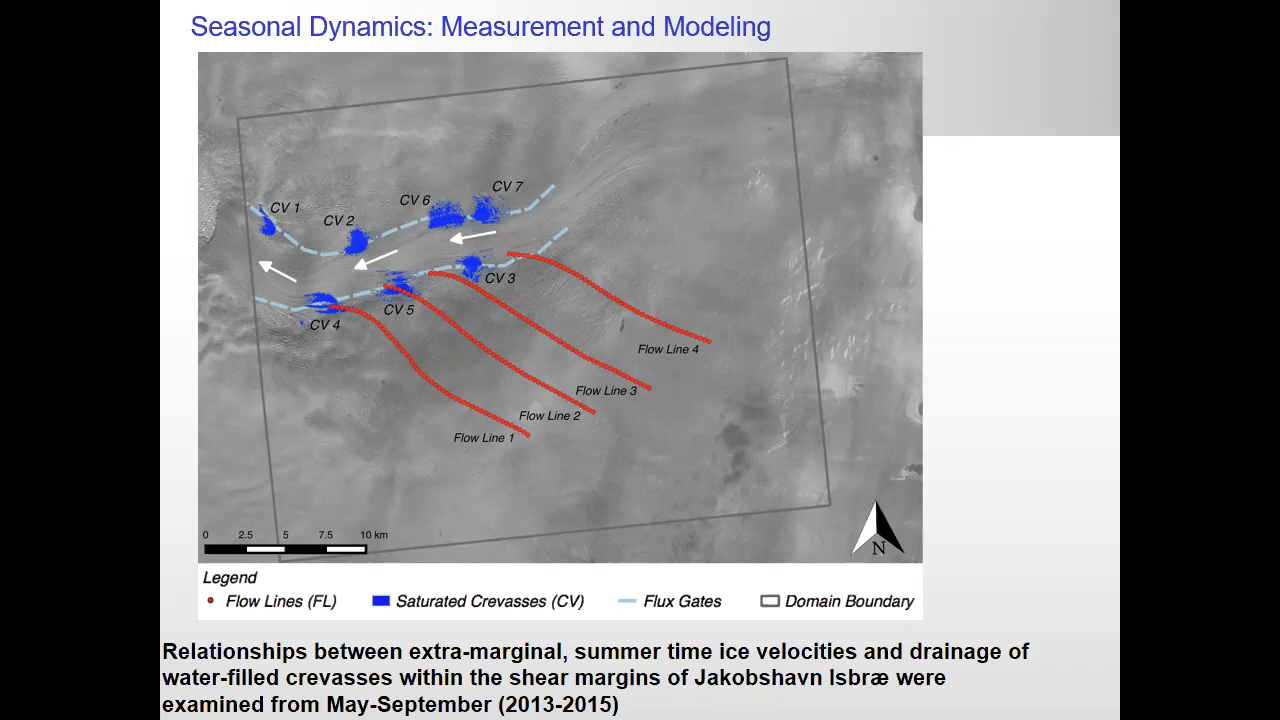 Seasonal Dynamics: Measurement and Modeling
CV 7
CV 6
CV 1
CV 2
CV 3
CV 5
CV 4
Flow Line 4
Flow Line 3
Flow Line 2
Flow Line 1
0 2.5 5 7.5 10 km
N
Legend
Flow Lines (FL) Saturated Crevasses (CV) Flux Gates Domain Boundary
Relationships between extra-marginal, summer time ice velocities and drainage of
water-filled crevasses within the shear margins of Jakobshavn Isbræ were
examined from May-September (2013-2015)